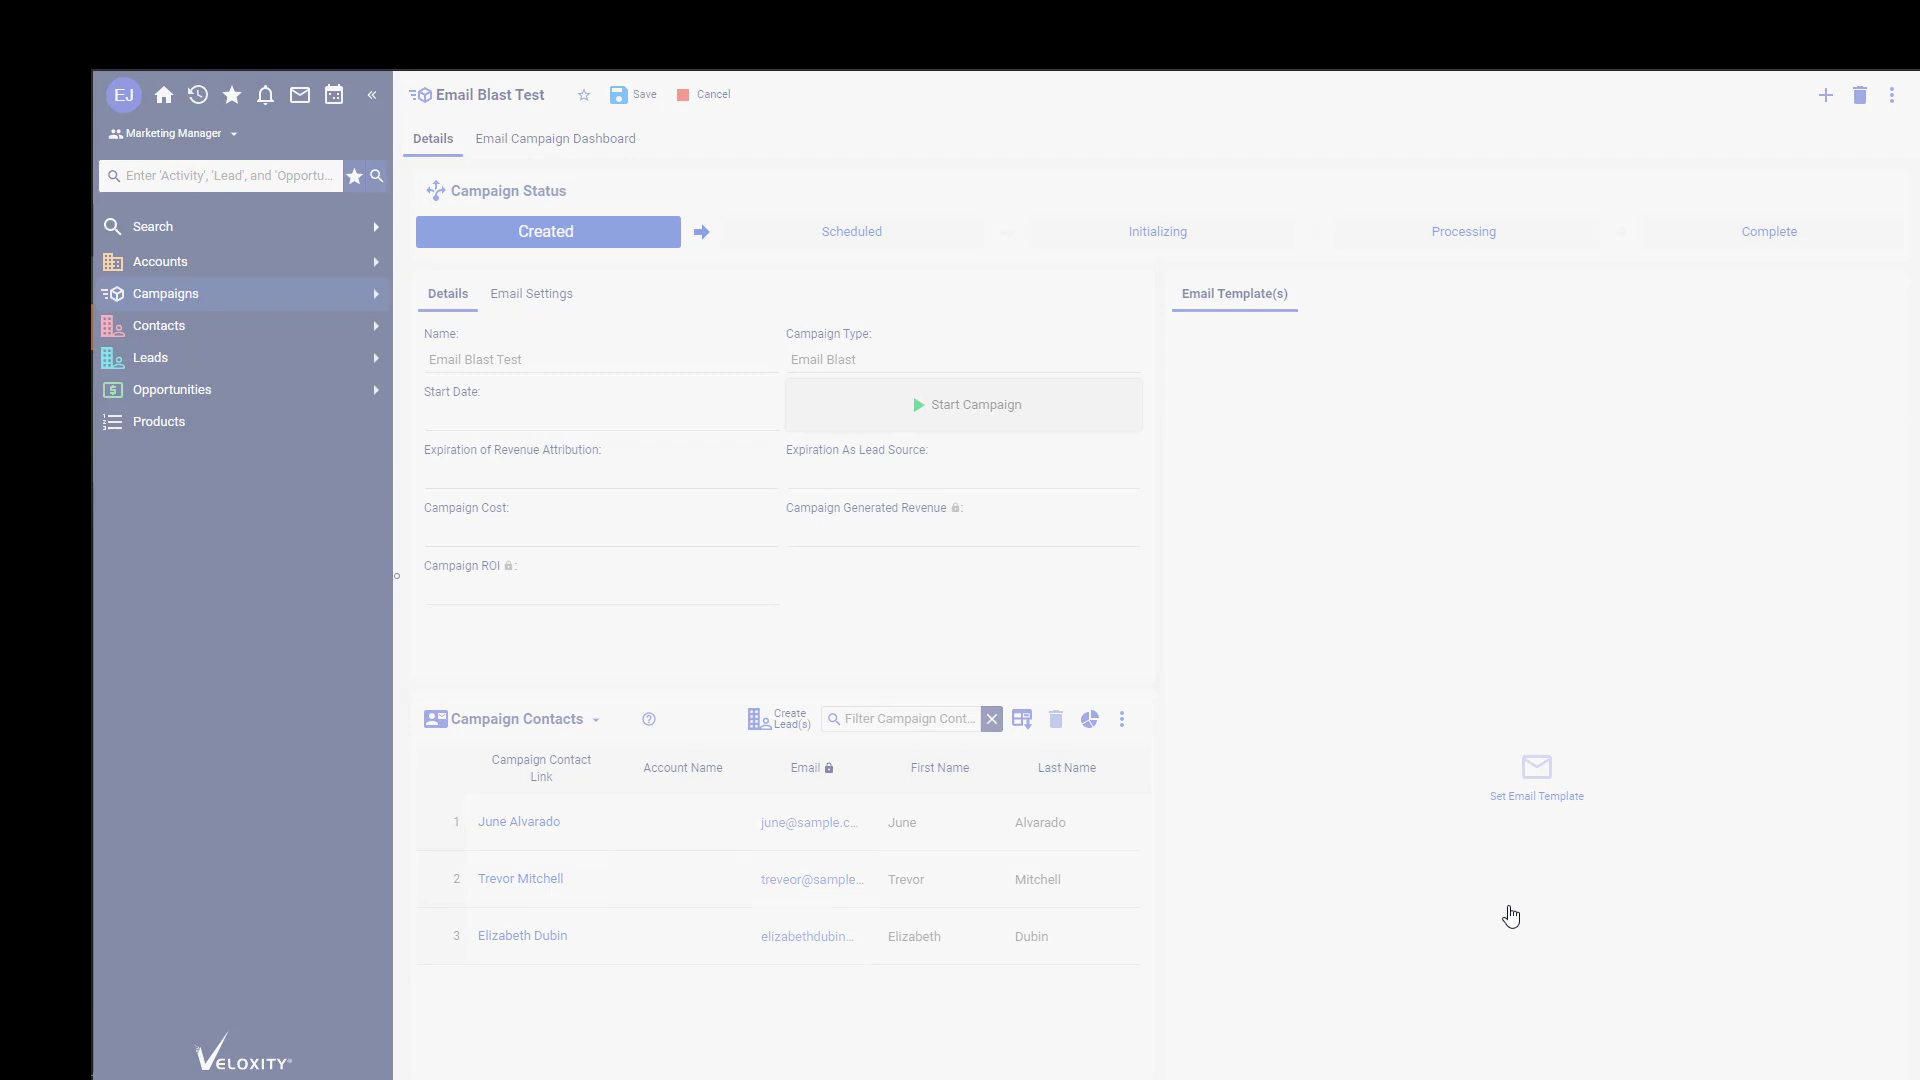 EJ
Marketing Manager
Enter 'Activity', 'Lead', and 'Opportu...
Search
Accounts
Campaigns
Contacts
Leads
Opportunities
Products
VELOXITY®
Email Blast Test
Save
Cancel
Details
Email Campaign Dashboard
Campaign Status
Created
Scheduled
Initializing
Processing
Complete
Details
Email Settings
Name:
Email Blast Test
Campaign Type:
Email Blast
Start Date:
Start Campaign
Expiration of Revenue Attribution:
Expiration As Lead Source:
Campaign Cost:
Campaign Generated Revenue :
Campaign ROI :
Email Template(s)
Set Email Template
Campaign Contacts
Create
Lead(s)
Filter Campaign Cont...
Campaign Contact
Link
Account Name
Email
First Name
Last Name
1 June Alvarado june@sample.c... June Alvarado
2 Trevor Mitchell treveor@sample... Trevor Mitchell
3 Elizabeth Dubin elizabethdubin... Elizabeth Dubin